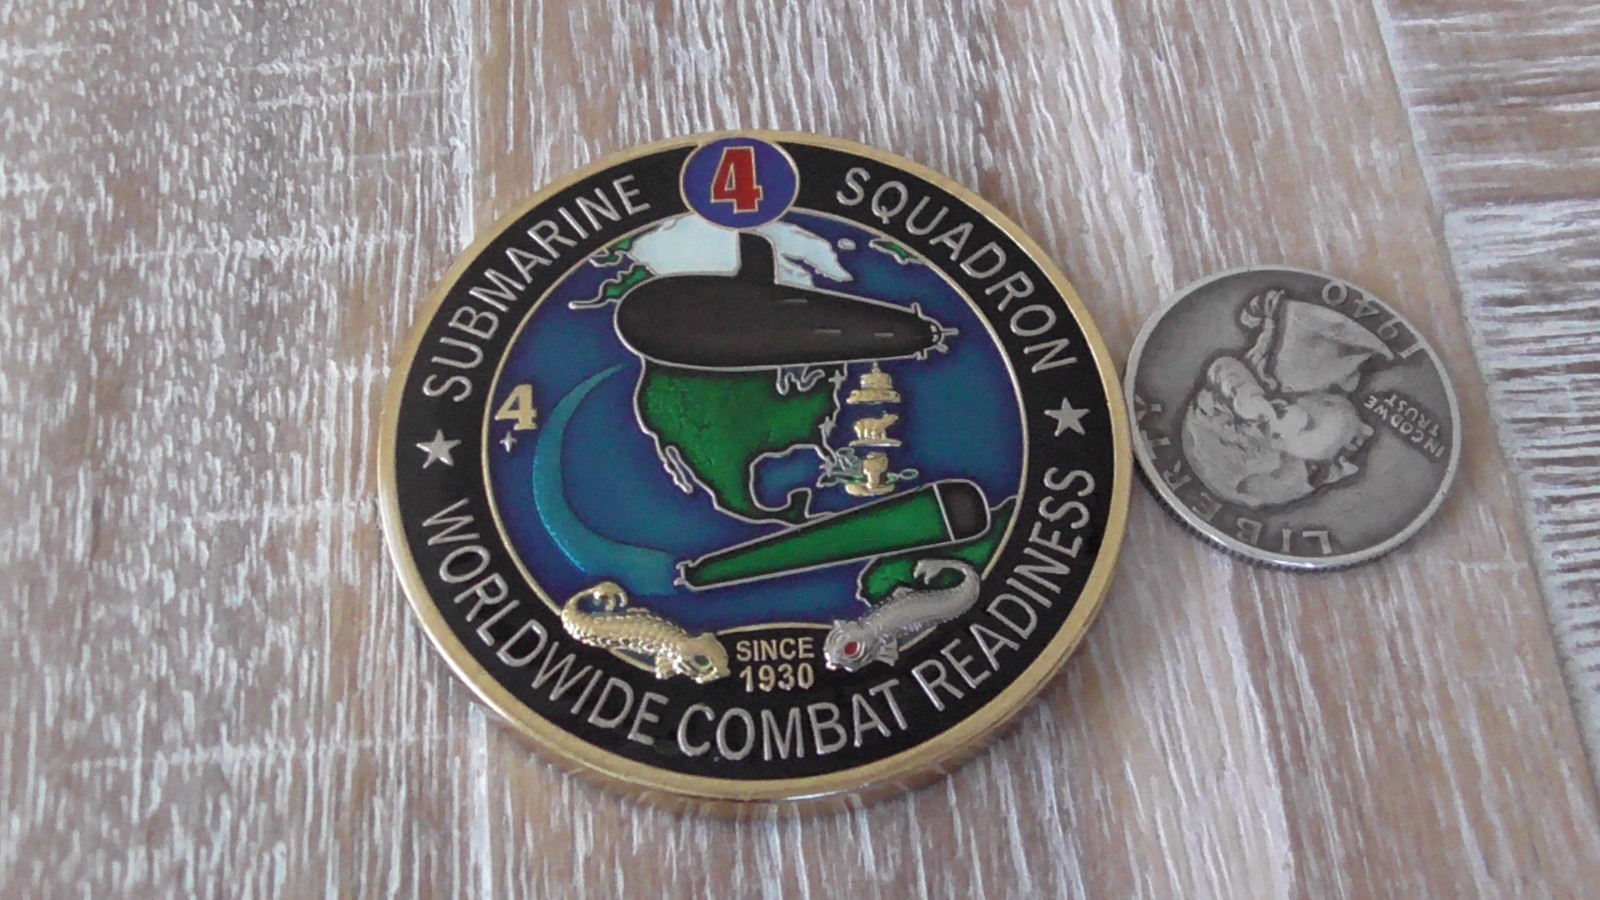 4
SUBMARINE SQUADRON
4
SINCE
1930
WORLDWIDE COMBAT READINESS
LIBERTY
IN GOD WE
TRUST
1940